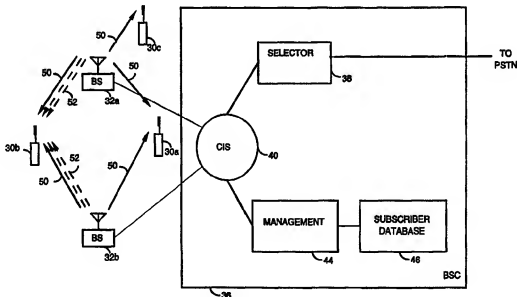 50
30c
50
50
BS
32a
52
SELECTOR
38
TO
PSTN
30b
52
50
50
30a
CIS
40
BS
32b
MANAGEMENT
44
SUBSCRIBER
DATABASE
46
BSC
36